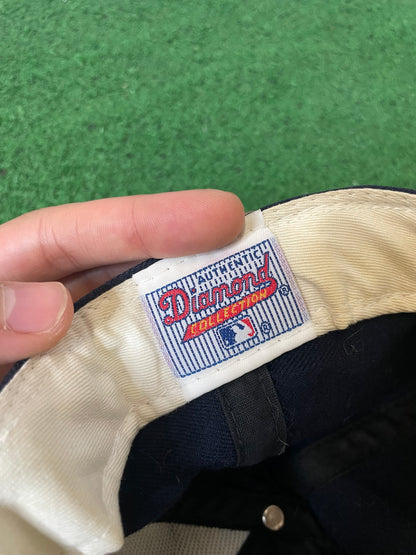 AUTHENTIC
Diamond
COLLECTION ®
®